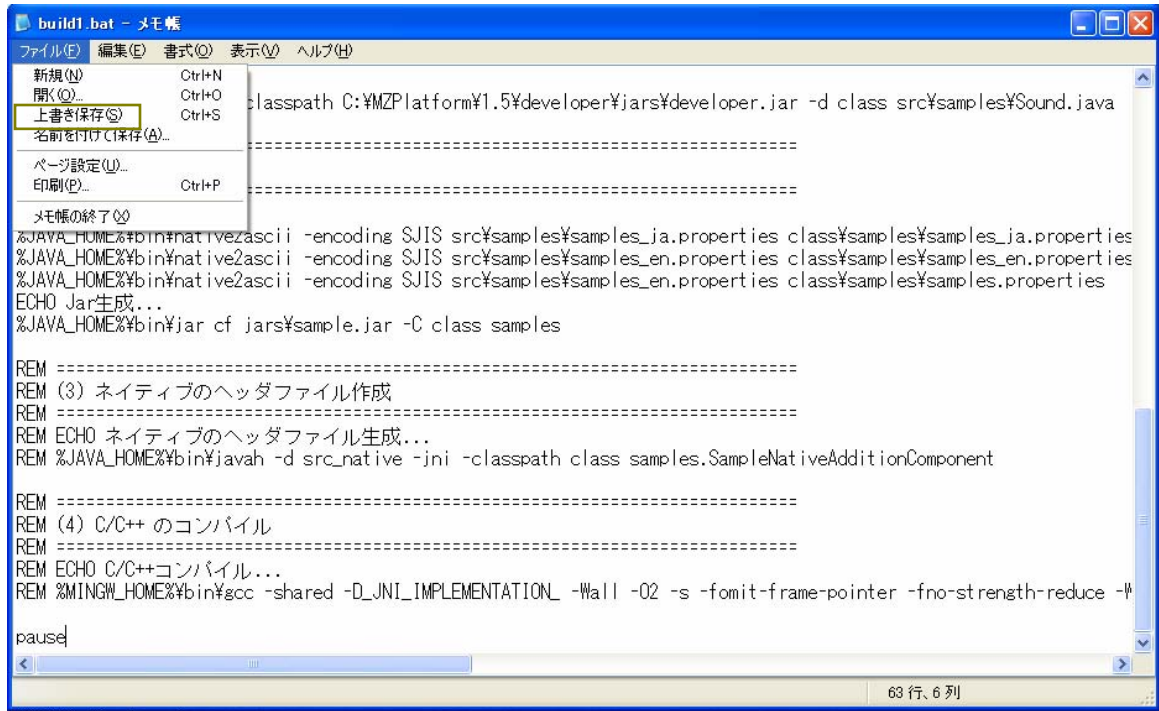 build1.bat - メモ帳
ファイル(F) 編集(E) 書式(O) 表示(V) ヘルプ(H)
新規(N) Ctrl+N
開く(O)... Ctrl+O
上書き保存(S) Ctrl+S
名前を付けて保存(A)...
ページ設定(U)...
印刷(P)... Ctrl+P
メモ帳の終了(X)
classpath C:¥MZPlatform¥1.5¥developer¥jars¥developer.jar -d class src¥samples¥Sound.java
===================================================================
===================================================================
%JAVA_HOME%¥bin¥native2ascii -encoding SJIS src¥samples¥samples_ja.properties class¥samples¥samples_ja.properties
%JAVA_HOME%¥bin¥native2ascii -encoding SJIS src¥samples¥samples_en.properties class¥samples¥samples_en.properties
%JAVA_HOME%¥bin¥native2ascii -encoding SJIS src¥samples¥samples_en.properties class¥samples¥samples.properties
ECHO Jar生成...
%JAVA_HOME%¥bin¥jar cf jars¥sample.jar -C class samples
REM ===================================================================
REM (3) ネイティブのヘッダファイル作成
REM ===================================================================
REM ECHO ネイティブのヘッダファイル生成...
REM %JAVA_HOME%¥bin¥javah -d src_native -jni -classpath class samples.SampleNativeAdditionComponent
REM ===================================================================
REM (4) C/C++ のコンパイル
REM ===================================================================
REM ECHO C/C++コンパイル...
REM %MINGW_HOME%¥bin¥gcc -shared -D_JNI_IMPLEMENTATION_ -Wall -O2 -s -fomit-frame-pointer -fno-strength-reduce -W
pause
63 行、6 列